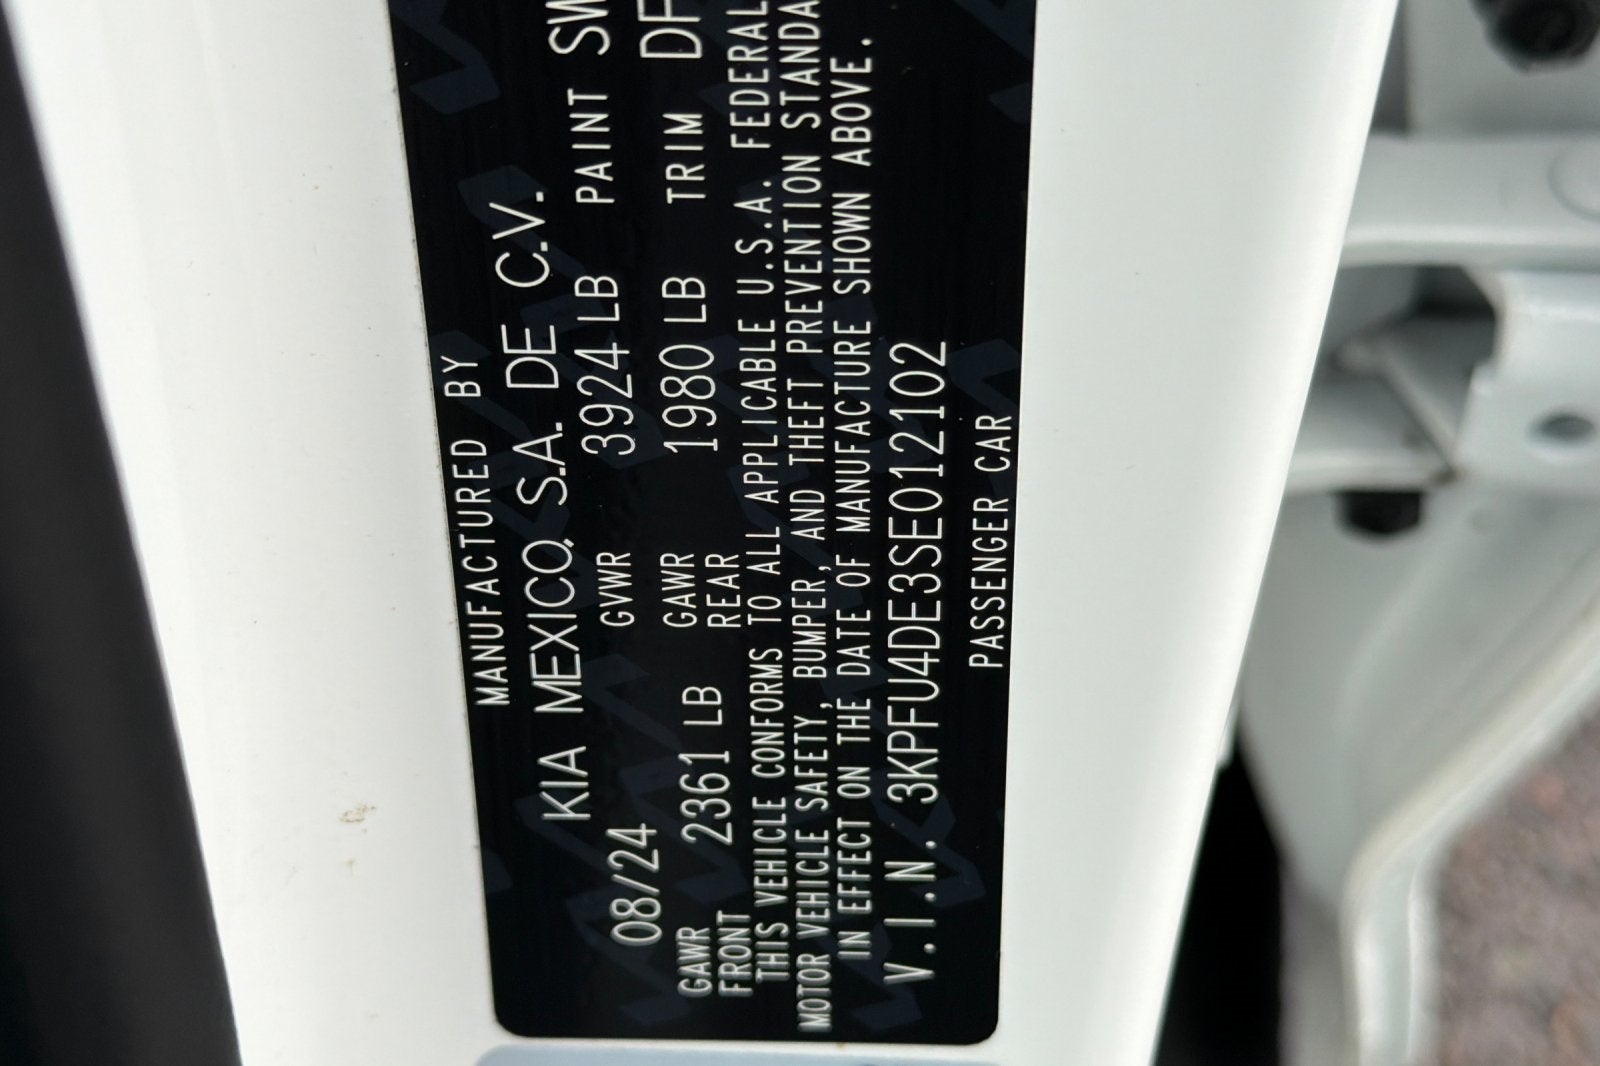 MANUFACTURED BY
KIA MEXICO, S.A. DE C.V.
08/24 GVWR 3924 LB PAINT SW
GAWR FRONT 2361 LB GAWR REAR 1980 LB TRIM DF
THIS VEHICLE CONFORMS TO ALL APPLICABLE U.S.A. FEDERAL
MOTOR VEHICLE SAFETY, BUMPER, AND THEFT PREVENTION STANDA
IN EFFECT ON THE DATE OF MANUFACTURE SHOWN ABOVE.
V.I.N. 3KPFU4DE3SE012102
PASSENGER CAR